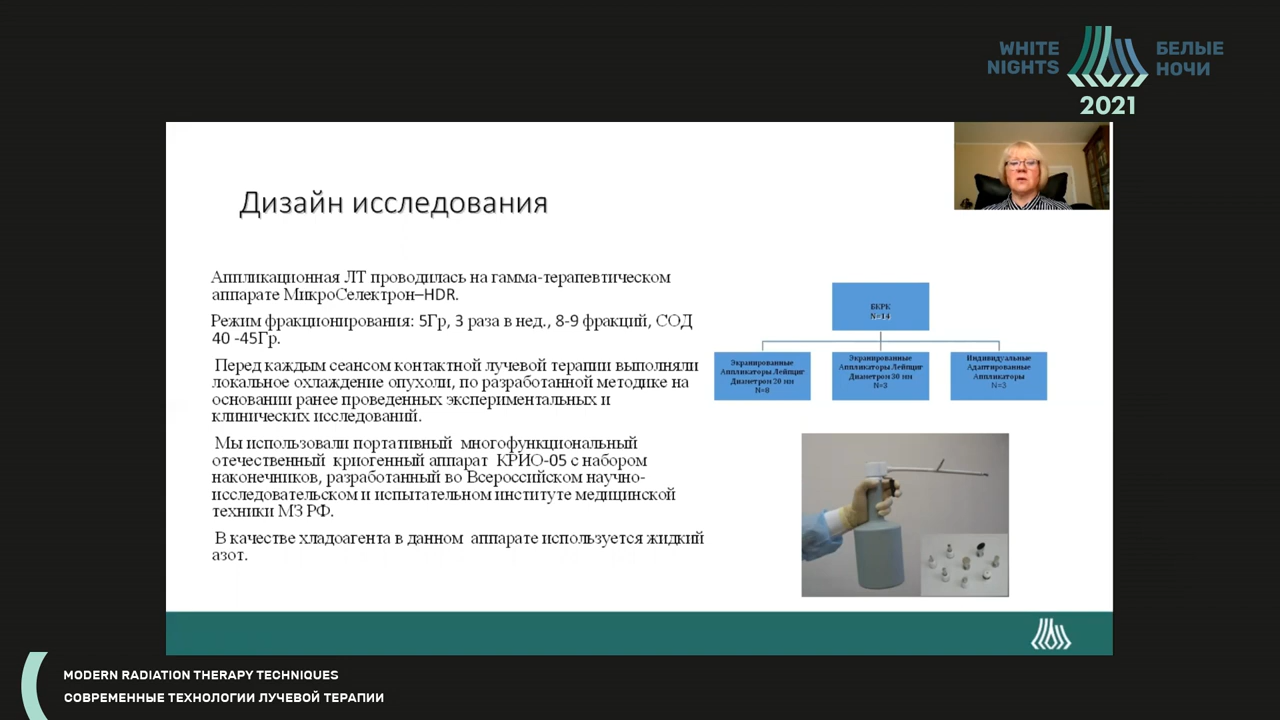 WHITE
NIGHTS
БЕЛЫЕ
НОЧИ
2021
Дизайн исследования
Аппликационная ЛТ проводилась на гамма-терапевтическом
аппарате МикроСелектрон–HDR.
Режим фракционирования: 5Гр, 3 раза в нед., 8-9 фракций, СОД
40 -45Гр.
Перед каждым сеансом контактной лучевой терапии выполняли
локальное охлаждение опухоли, по разработанной методике на
основании ранее проведенных экспериментальных и
клинических исследований.
Мы использовали портативный многофункциональный
отечественный криогенный аппарат КРИО-05 с набором
наконечников, разработанный во Всероссийском научно-
исследовательском и испытательном институте медицинской
техники МЗ РФ.
В качестве хладоагента в данном аппарате используется жидкий
азот.
БКРК
N=14
Экранированные
Аппликаторы Лейпциг
Диаметром 20 мм
N=8
Экранированные
Аппликаторы Лейпциг
Диаметром 30 мм
N=3
Индивидуальные
Адаптированные
Аппликаторы
N=3
MODERN RADIATION THERAPY TECHNIQUES
СОВРЕМЕННЫЕ ТЕХНОЛОГИИ ЛУЧЕВОЙ ТЕРАПИИ